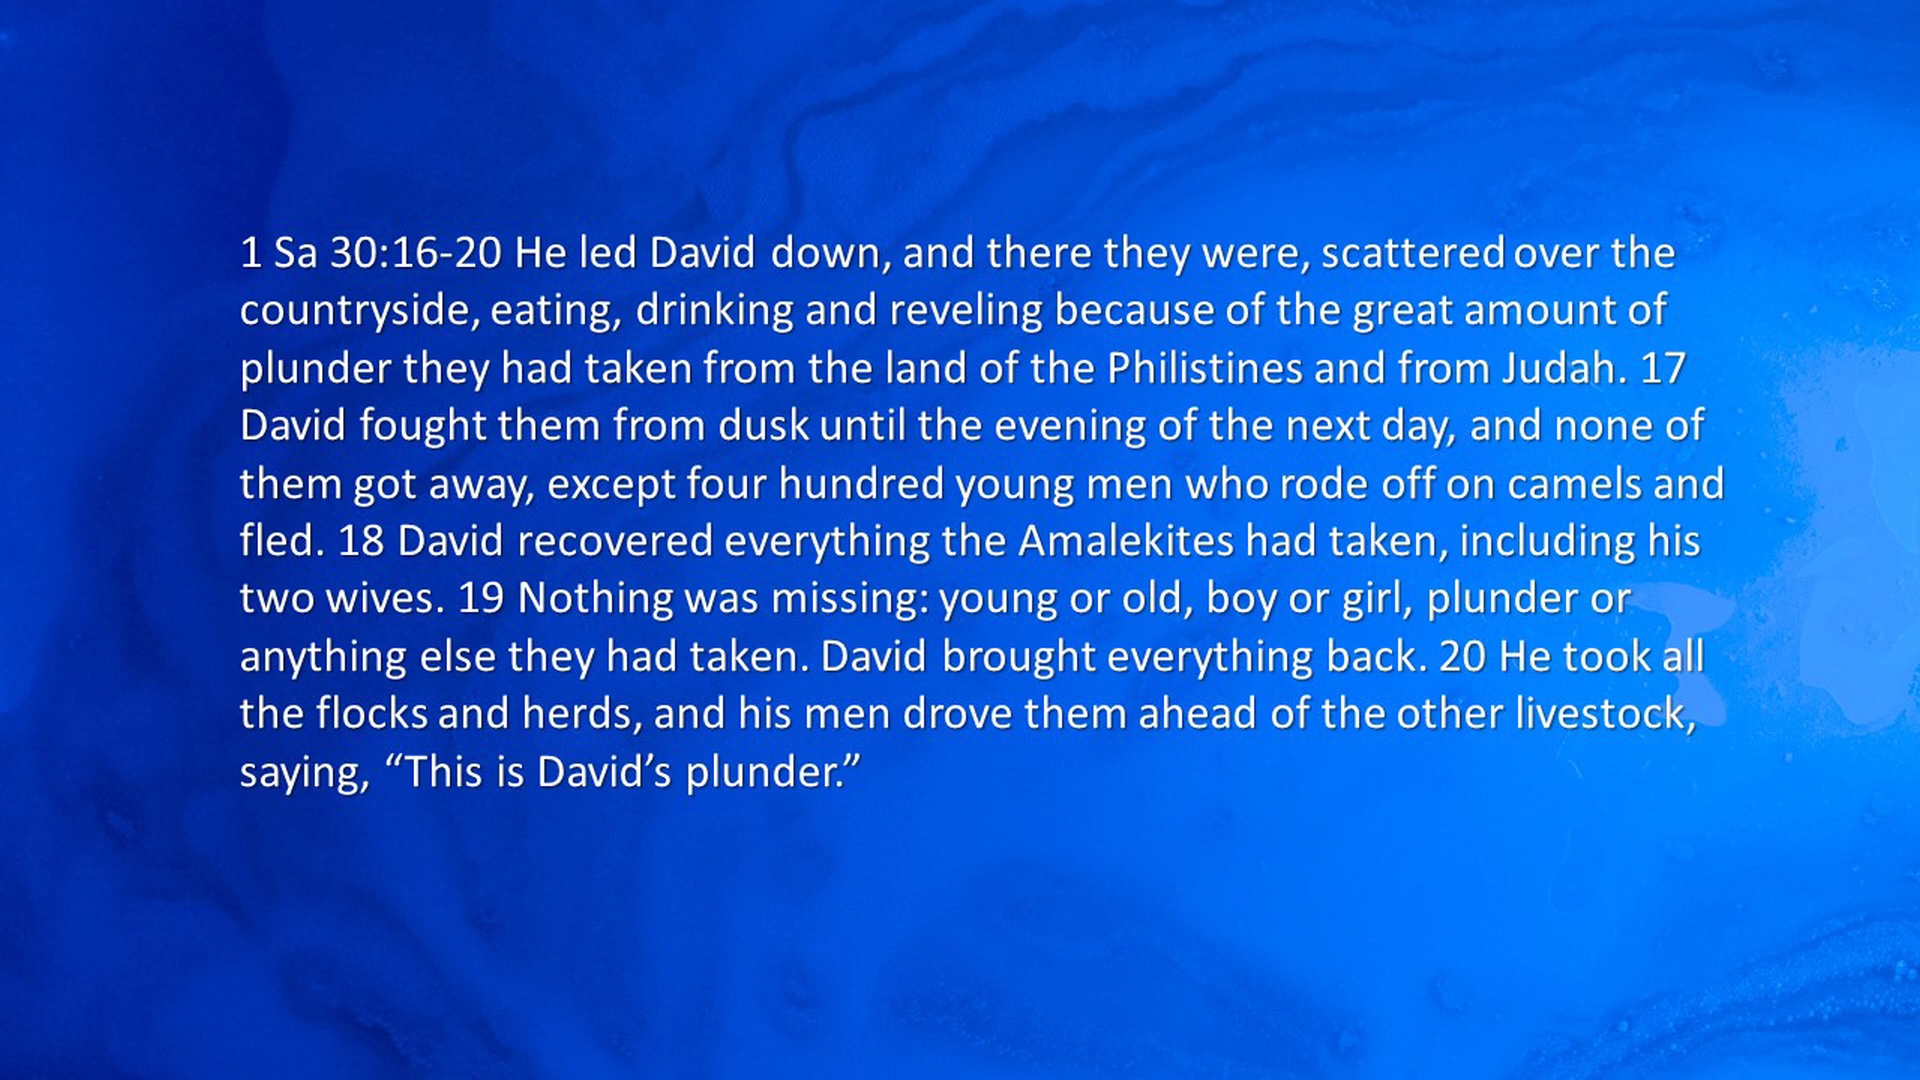 1 Sa 30:16-20 He led David down, and there they were, scattered over the
countryside, eating, drinking and reveling because of the great amount of
plunder they had taken from the land of the Philistines and from Judah. 17
David fought them from dusk until the evening of the next day, and none of
them got away, except four hundred young men who rode off on camels and
fled. 18 David recovered everything the Amalekites had taken, including his
two wives. 19 Nothing was missing: young or old, boy or girl, plunder or
anything else they had taken. David brought everything back. 20 He took all
the flocks and herds, and his men drove them ahead of the other livestock,
saying, “This is David’s plunder.”